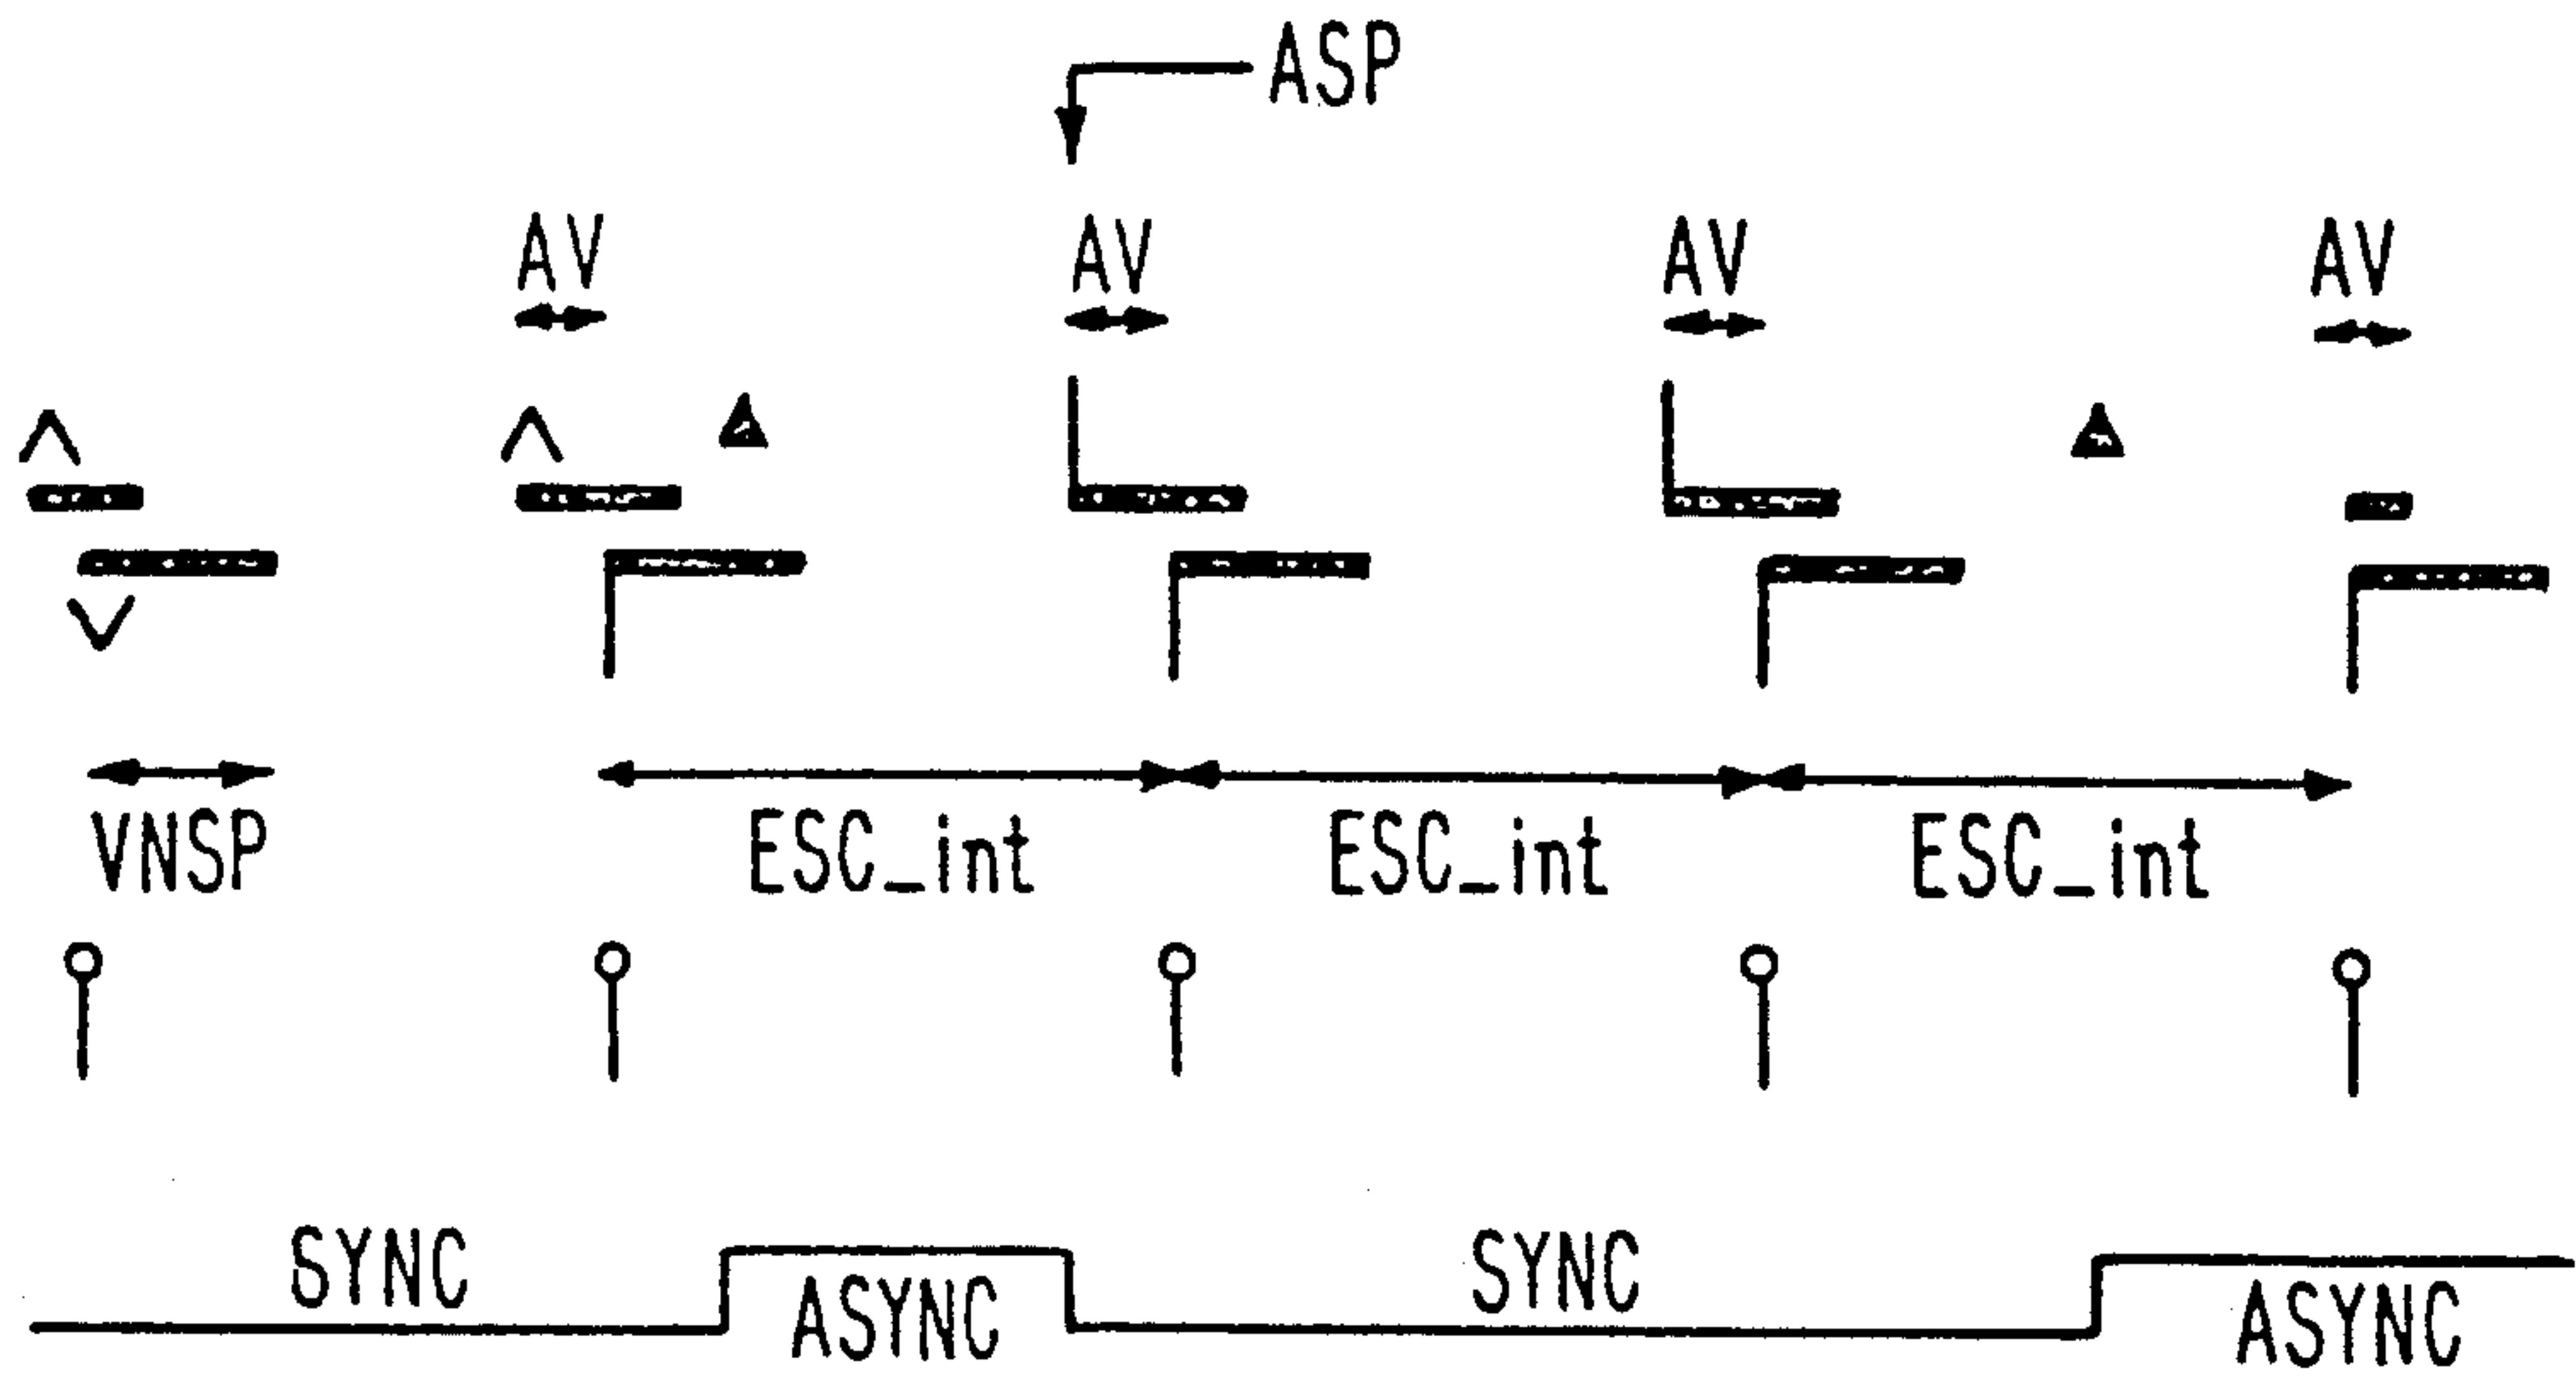 ASP
AV AV AV AV
VNSP ESC_int ESC_int ESC_int
SYNC ASYNC SYNC ASYNC